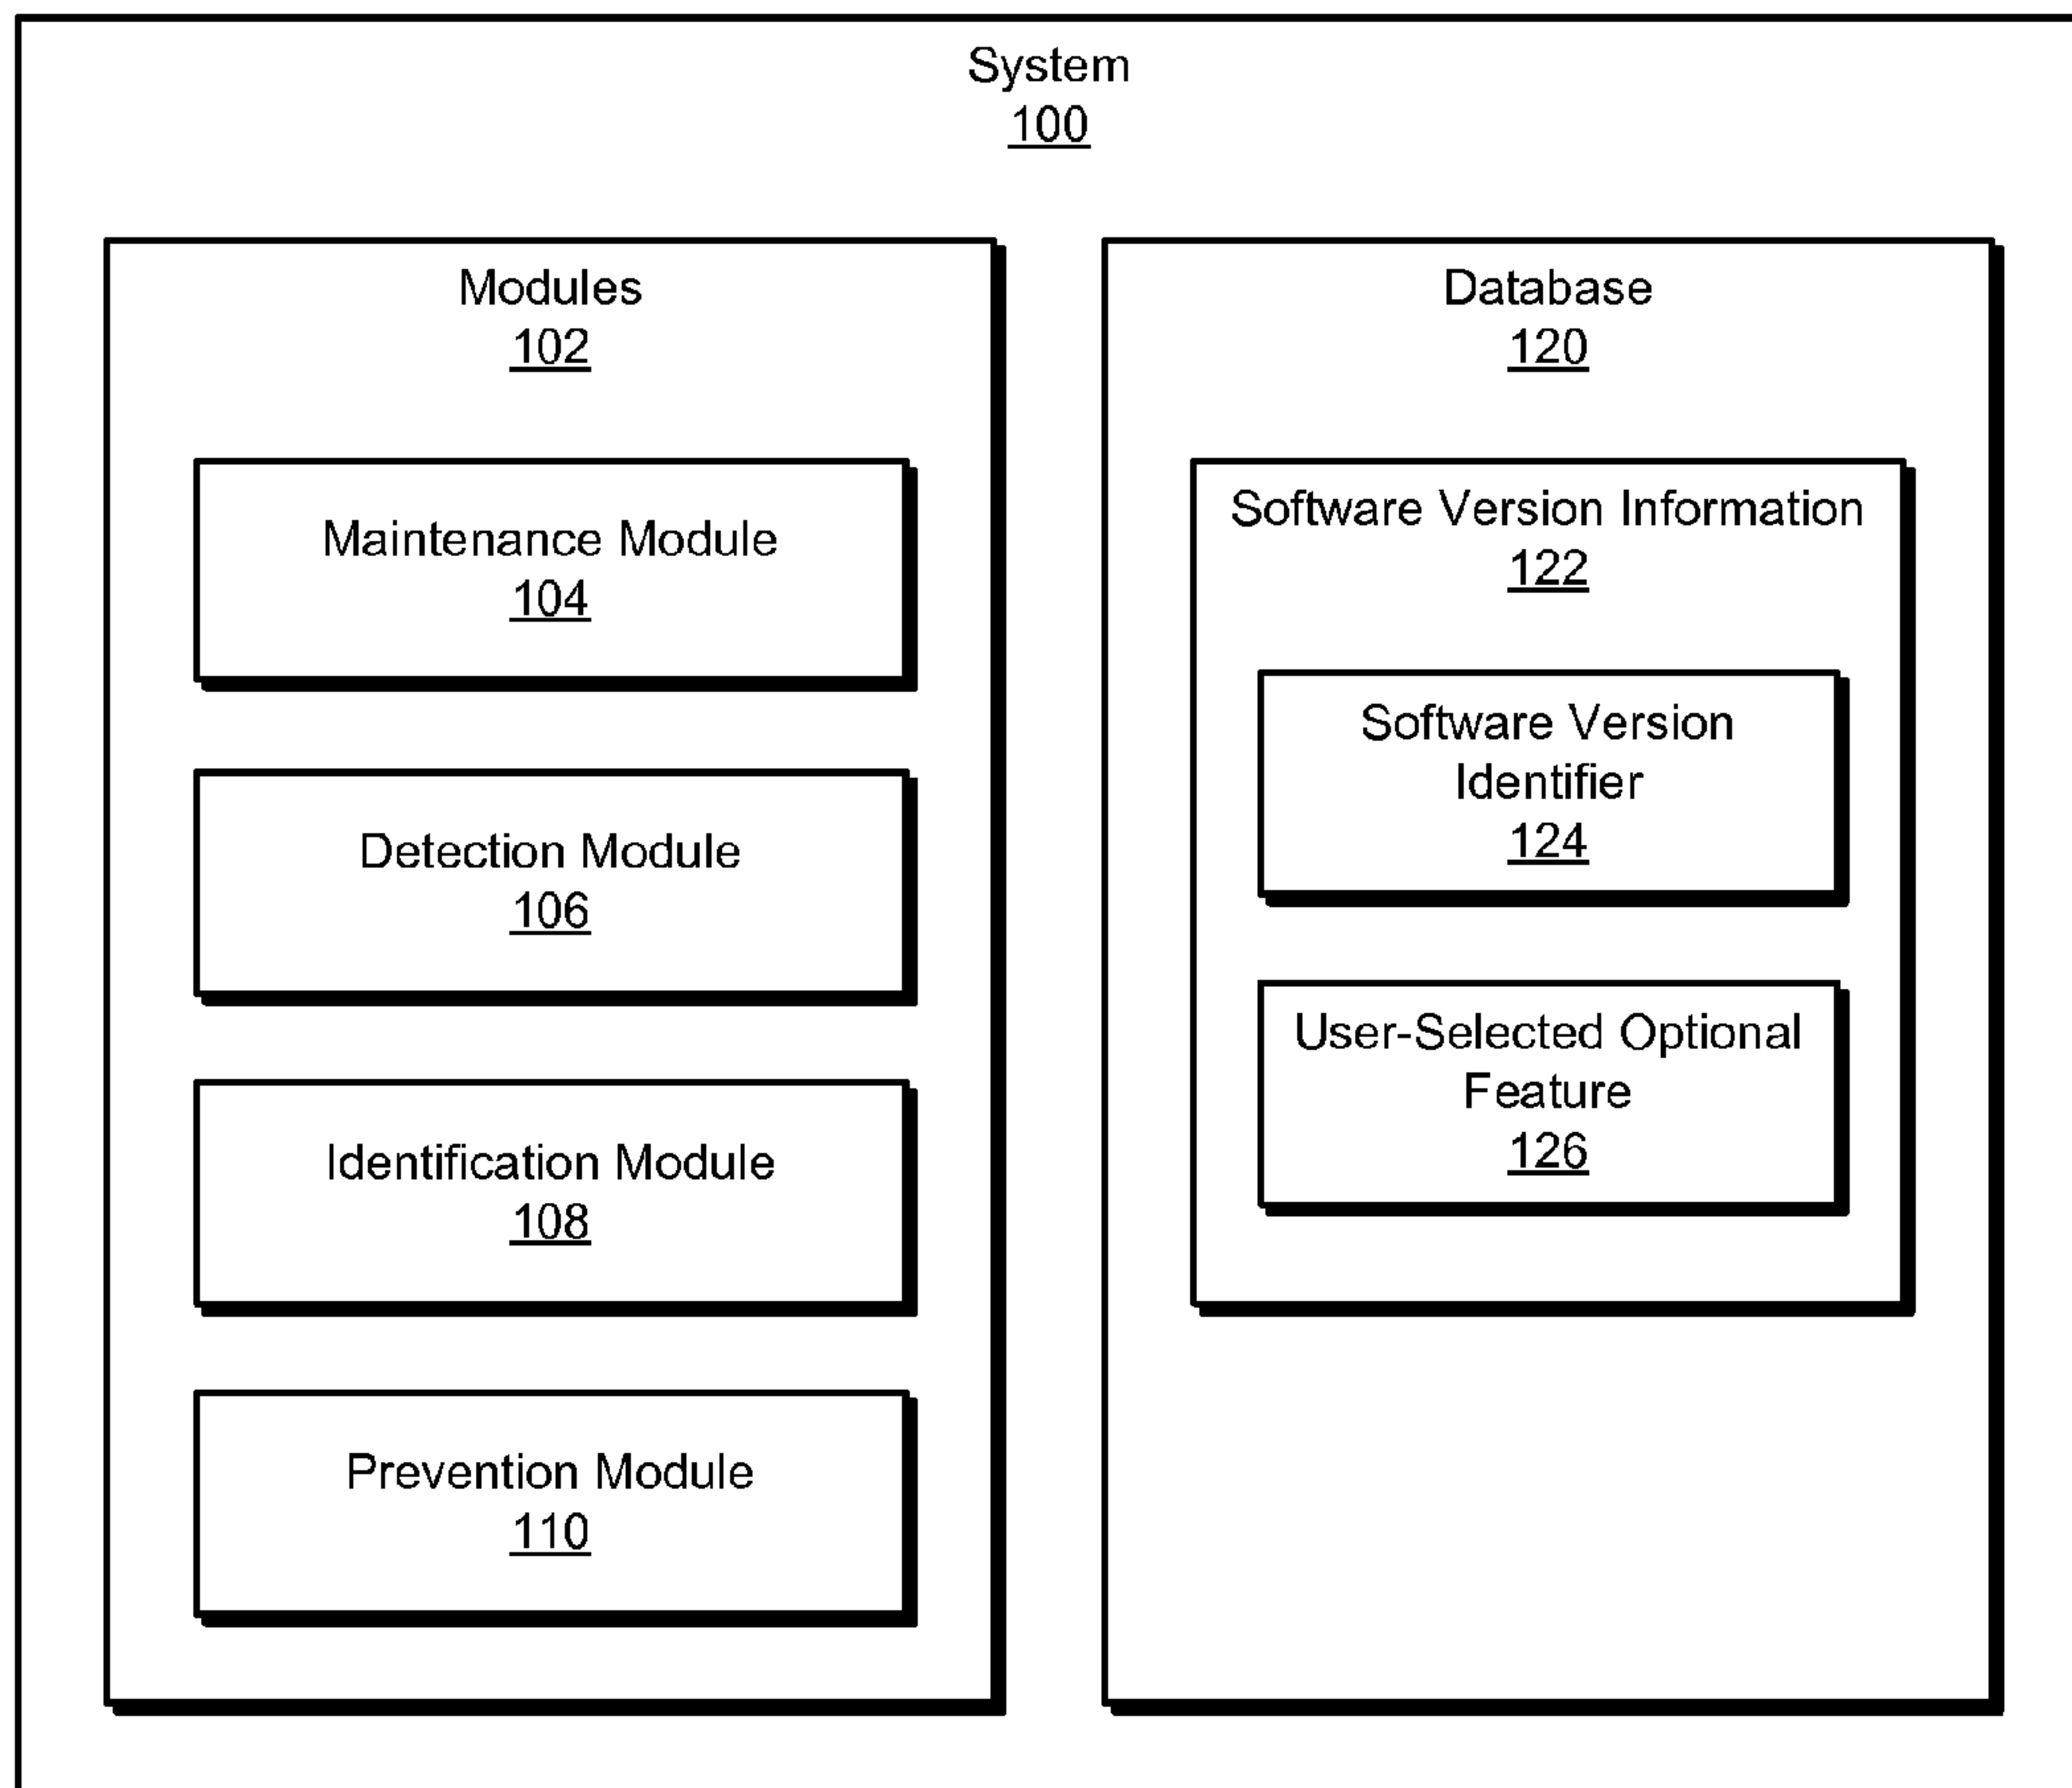 System
100
Modules
102
Maintenance Module
104
Detection Module
106
Identification Module
108
Prevention Module
110
Database
120
Software Version Information
122
Software Version
Identifier
124
User-Selected Optional
Feature
126